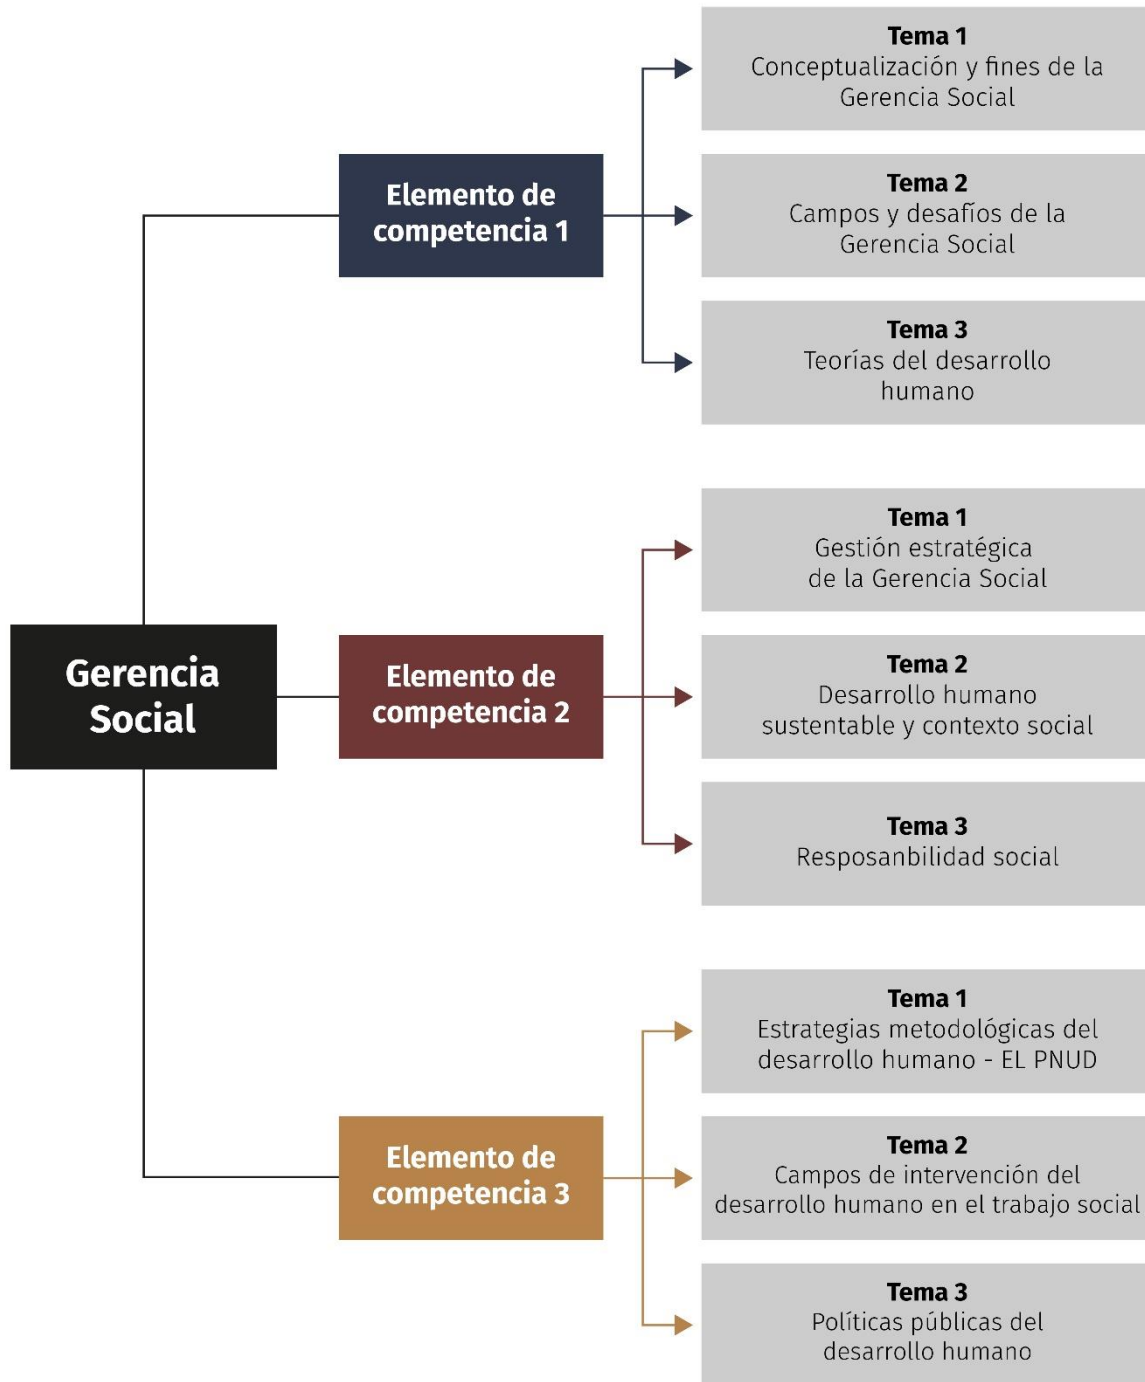 Gerencia
Social
Elemento de
competencia 1
Tema 1
Conceptualización y fines de la
Gerencia Social
Tema 2
Campos y desafíos de la
Gerencia Social
Tema 3
Teorías del desarrollo
humano
Elemento de
competencia 2
Tema 1
Gestión estratégica
de la Gerencia Social
Tema 2
Desarrollo humano
sustentable y contexto social
Tema 3
Resposanbilidad social
Elemento de
competencia 3
Tema 1
Estrategias metodológicas del
desarrollo humano - EL PNUD
Tema 2
Campos de intervención del
desarrollo humano en el trabajo social
Tema 3
Políticas públicas del
desarrollo humano